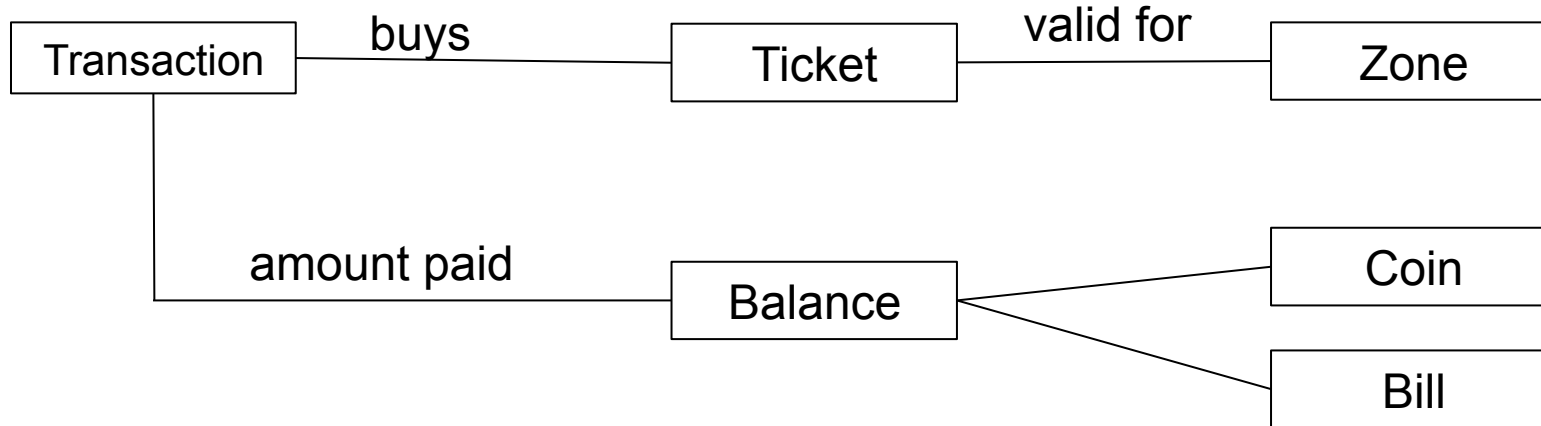 buys
valid for
Transaction
Ticket
Zone
amount paid
Balance
Coin
Bill